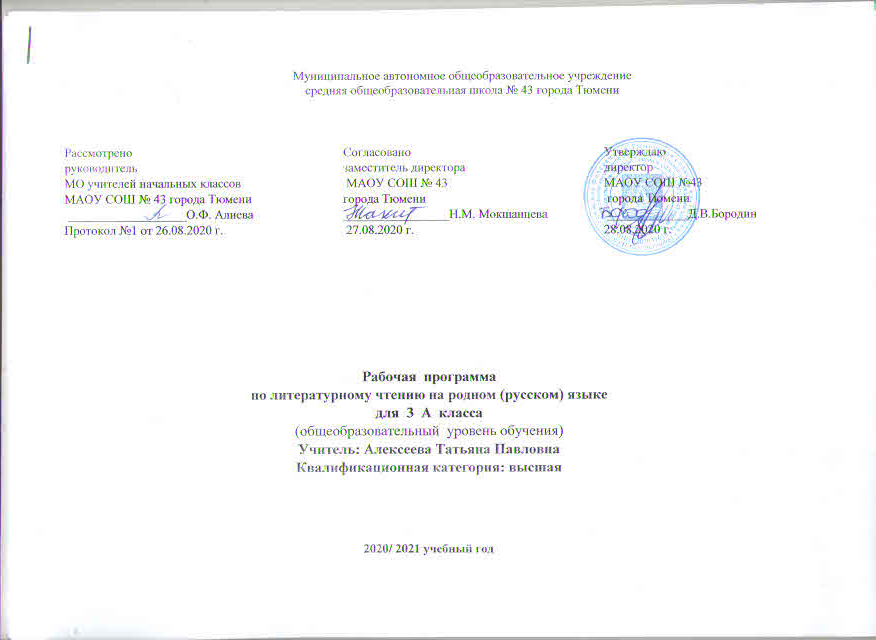 Муниципальное автономное общеобразовательное учреждение
средняя общеобразовательная школа № 43 города Тюмени
Рассмотрено
руководитель
МО учителей начальных классов
МАОУ СОШ № 43 города Тюмени
____________________О.Ф. Алиева
Протокол №1 от 26.08.2020 г.
Согласовано
заместитель директора
МАОУ СОШ № 43
города Тюмени
__________________Н.М. Мокшанцева
27.08.2020 г.
Утверждаю
директор
МАОУ СОШ №43
города Тюмени
______________Д.В.Бородин
28.08.2020 г.
Рабочая программа
по литературному чтению на родном (русском) языке
для 3 А класса
(общеобразовательный уровень обучения)
Учитель: Алексеева Татьяна Павловна
Квалификационная категория: высшая
2020/ 2021 учебный год